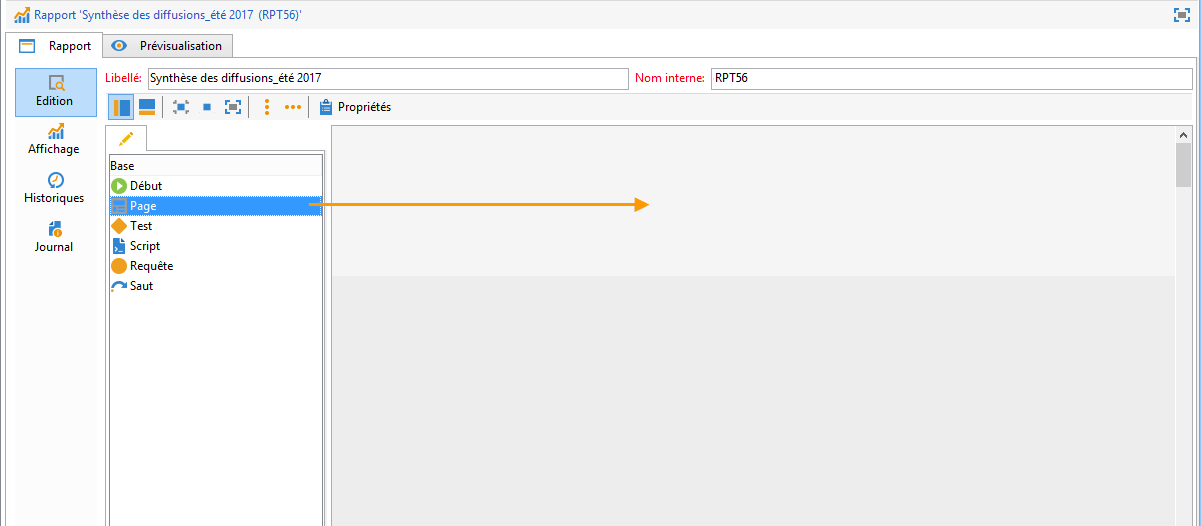 Rapport 'Synthèse des diffusions_été 2017 (RPT56)'
Rapport Prévisualisation
Libellé: Synthèse des diffusions_été 2017 Nom interne: RPT56
Propriétés
Edition
Affichage
Historiques
Journal
Base
Début
Page
Test
Script
Requête
Saut